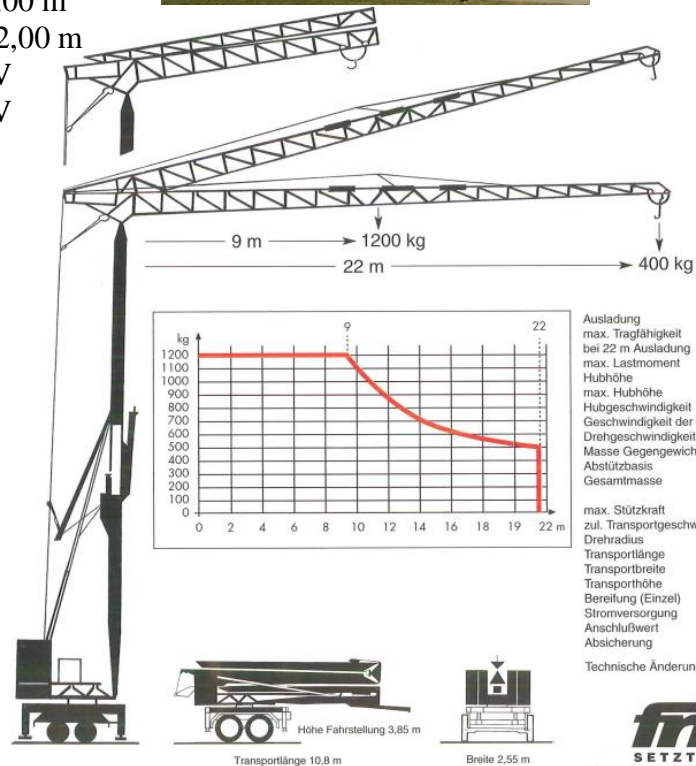 ,00 m
2,00 m
V
V
9 m
1200 kg
22 m
400 kg
9
22
kg
1200
1100
1000
900
800
700
600
500
400
300
200
100
0
0 2 4 6 8 10 12 13 14 16 18 19 20 22 m
Ausladung
max. Tragfähigkeit
bei 22 m Ausladung
max. Lastmoment
Hubhöhe
max. Hubhöhe
Hubgeschwindigkeit
Geschwindigkeit der
Drehgeschwindigkeit
Masse Gegengewich
Abstützbasis
Gesamtmasse
max. Stützkraft
zul. Transportgeschw
Drehradius
Transportlänge
Transportbreite
Transporthöhe
Bereifung (Einzel)
Stromversorgung
Anschlußwert
Absicherung
Technische Änderun
Höhe Fahrstellung 3,85 m
Transportlänge 10,8 m
Breite 2,55 m
SETZT